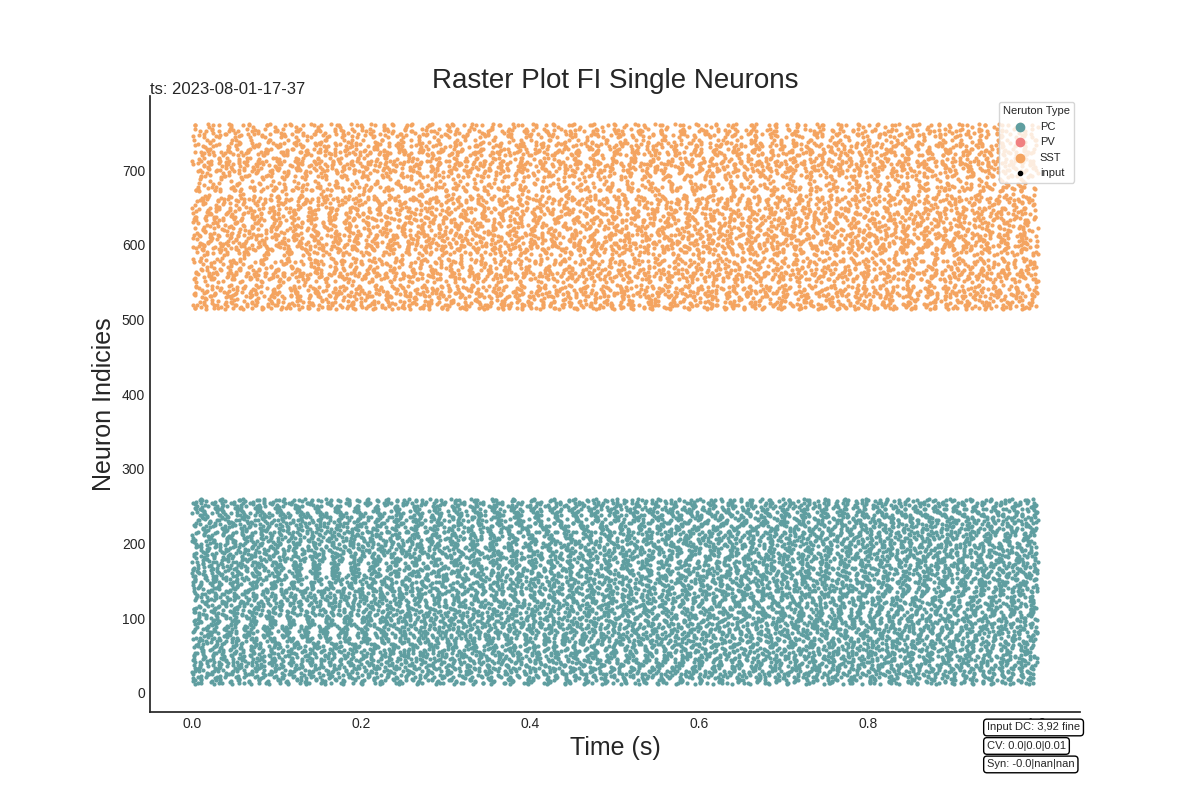 Raster Plot FI Single Neurons
ts: 2023-08-01-17-37
Neruton Type
PC
PV
SST
input
Neuron Indicies
700
600
500
400
300
200
100
0
0.0 0.2 0.4 0.6 0.8
Time (s)
Input DC: 3,92 fine
CV: 0.0|0.0|0.01
Syn: -0.0|nan|nan